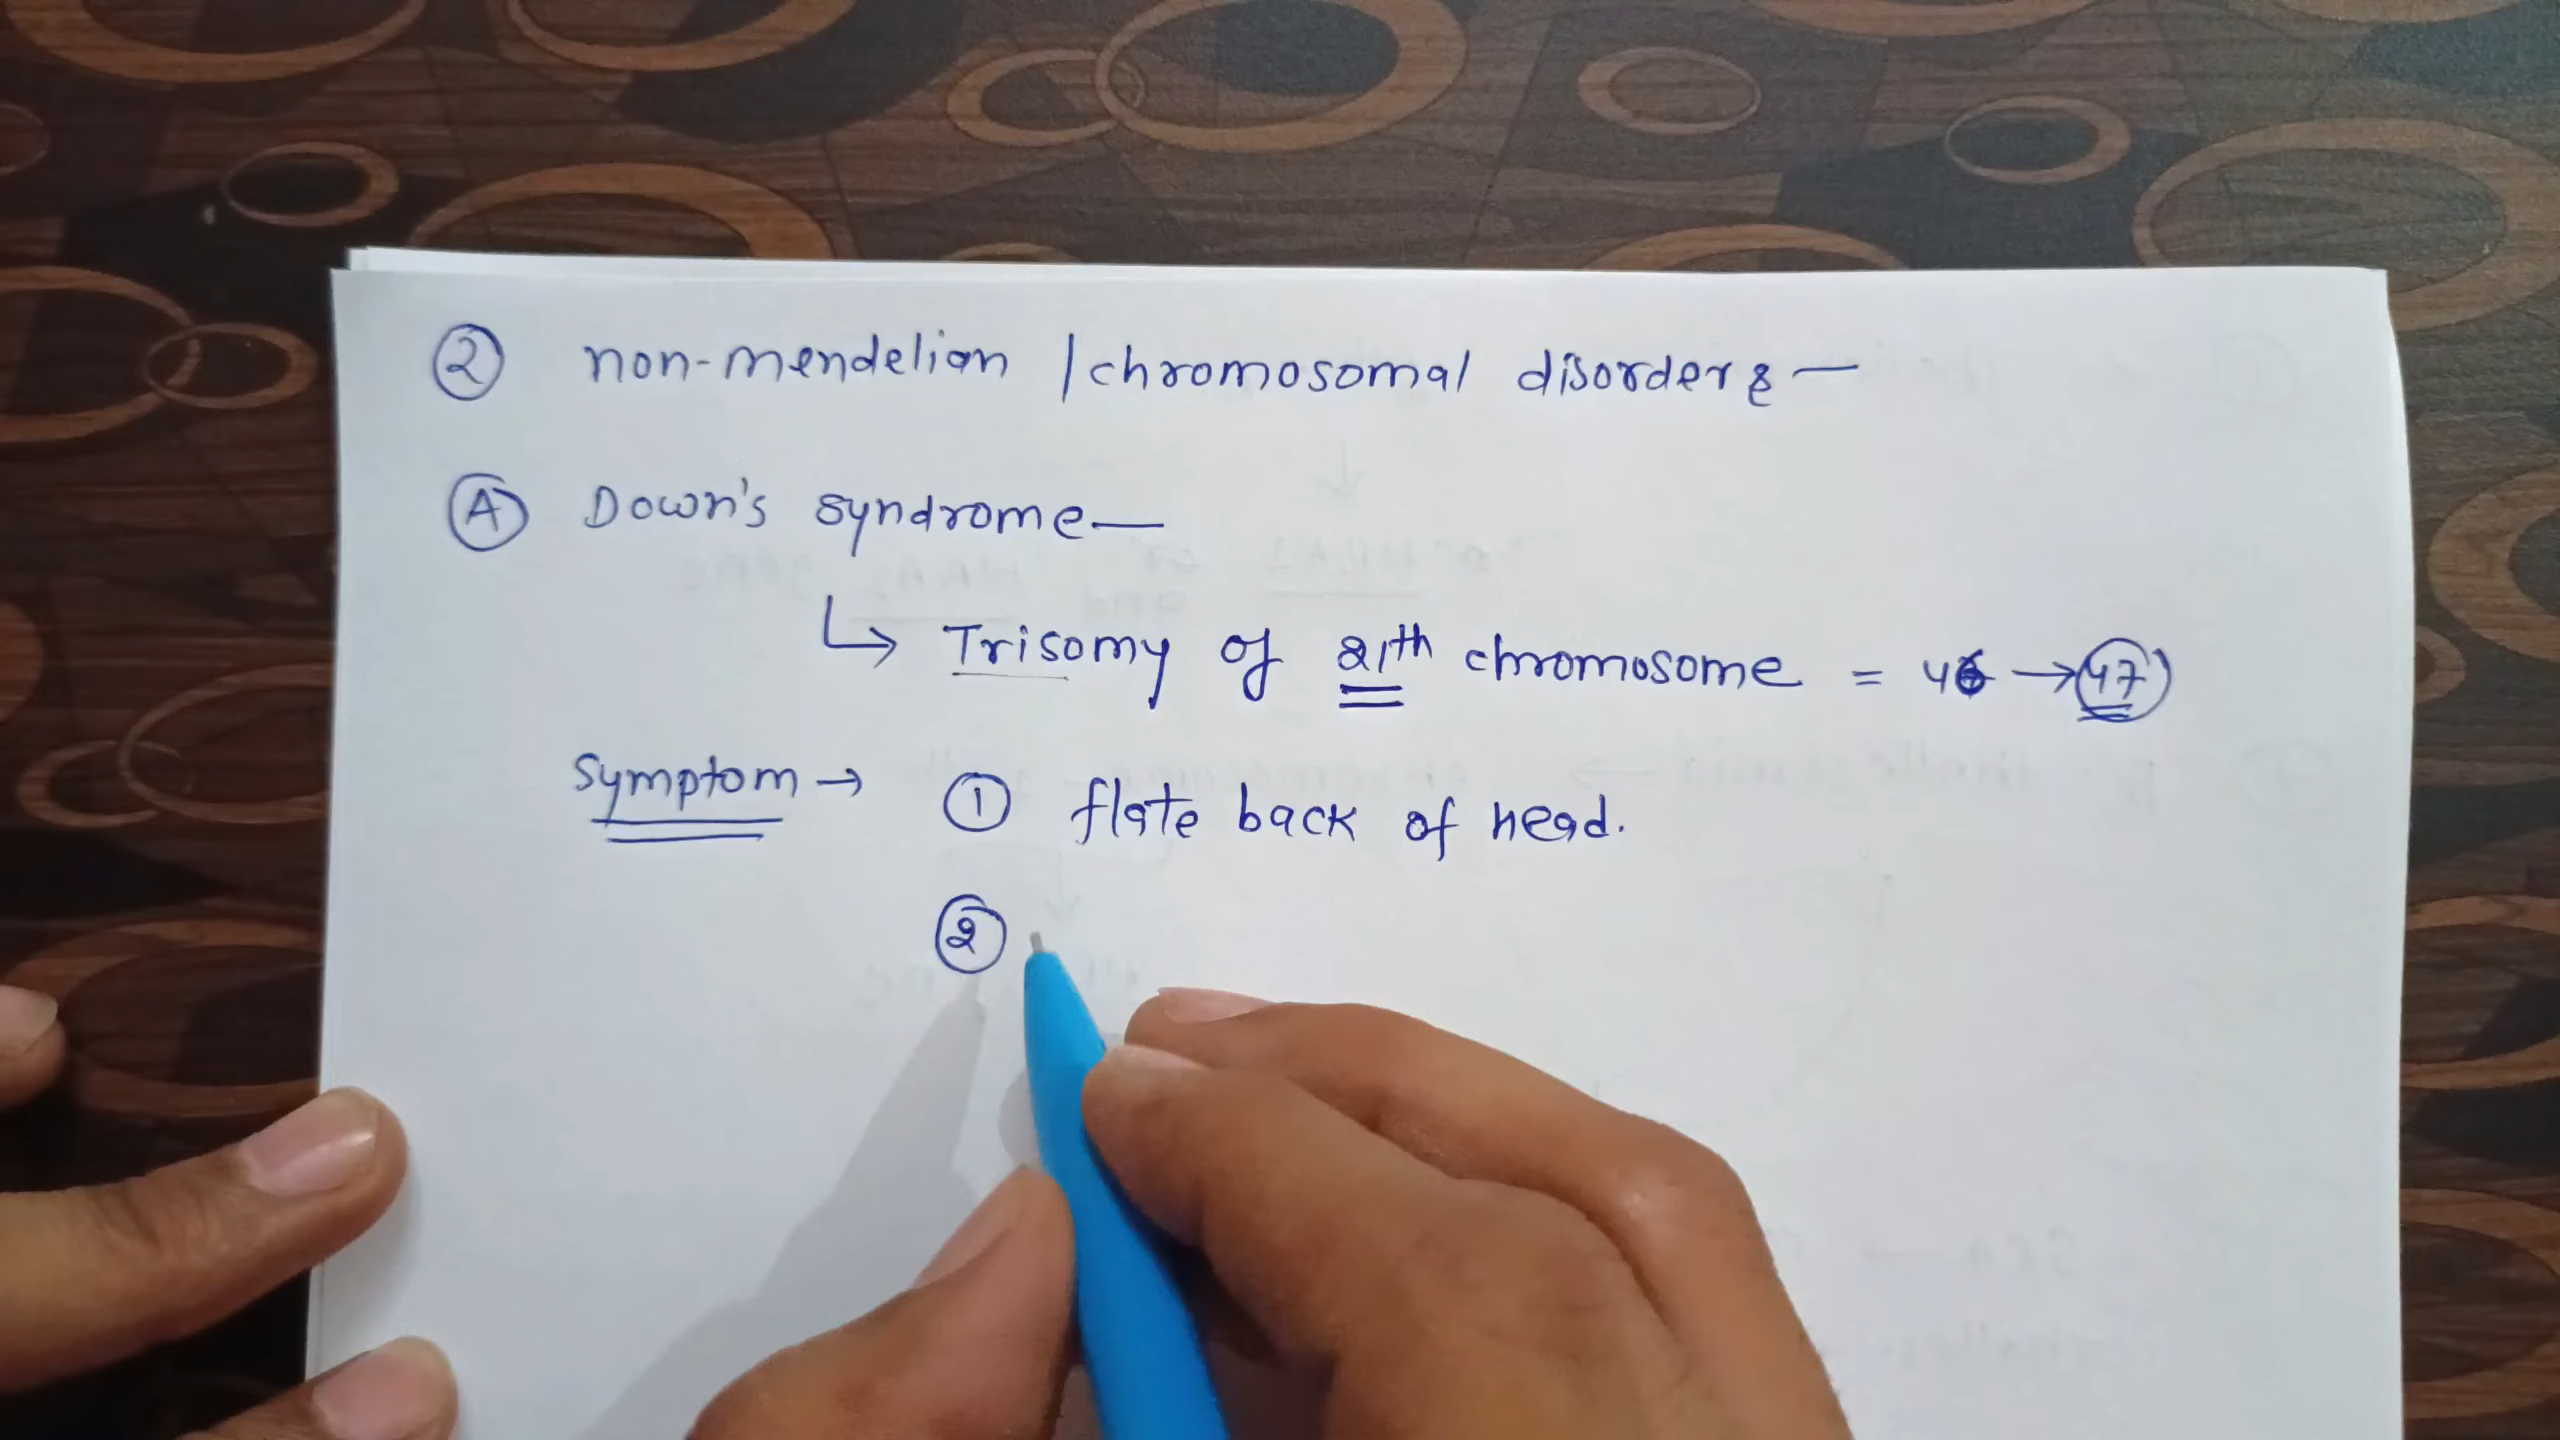 ② non-mendelian / chromosomal disorders —
Ⓐ Down's syndrome —
↳ Trisomy of 21th chromosome = 46 → 47
Symptom → ① flate back of head.
②